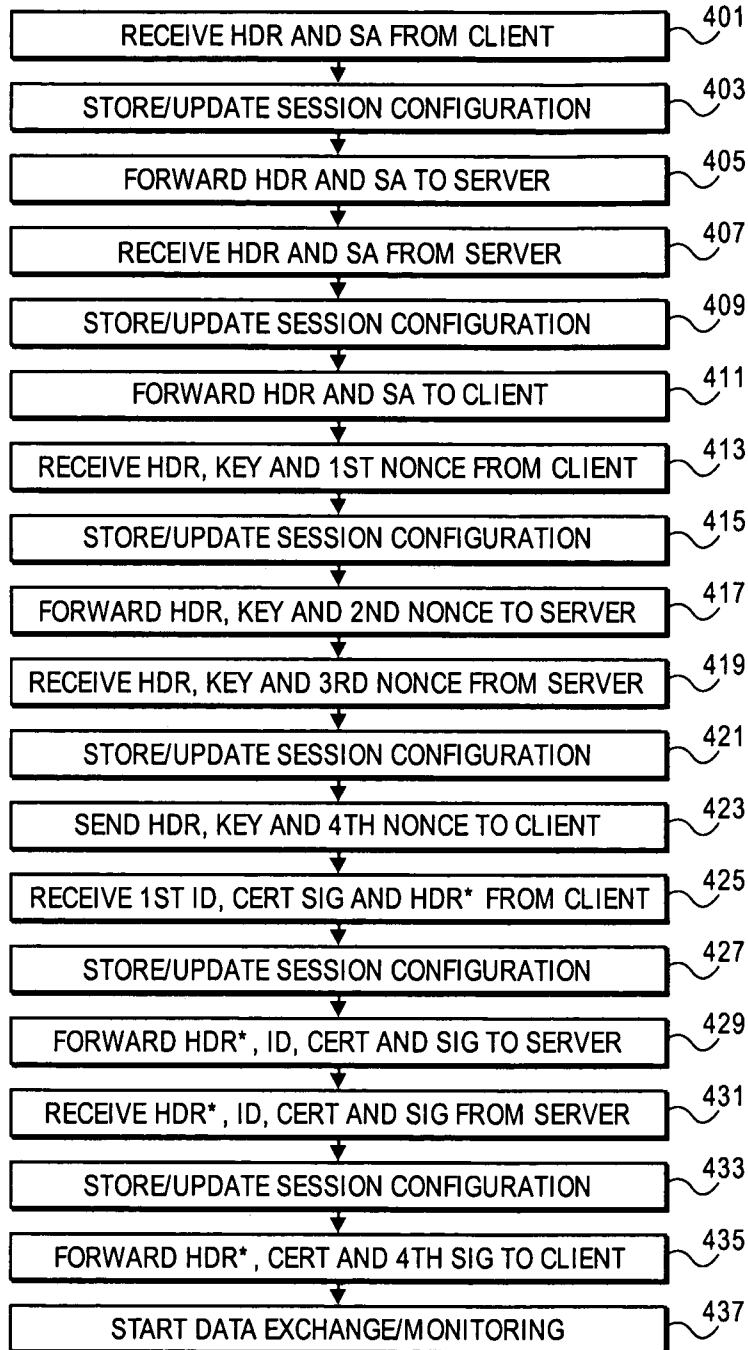 RECEIVE HDR AND SA FROM CLIENT 401
STORE/UPDATE SESSION CONFIGURATION 403
FORWARD HDR AND SA TO SERVER 405
RECEIVE HDR AND SA FROM SERVER 407
STORE/UPDATE SESSION CONFIGURATION 409
FORWARD HDR AND SA TO CLIENT 411
RECEIVE HDR, KEY AND 1ST NONCE FROM CLIENT 413
STORE/UPDATE SESSION CONFIGURATION 415
FORWARD HDR, KEY AND 2ND NONCE TO SERVER 417
RECEIVE HDR, KEY AND 3RD NONCE FROM SERVER 419
STORE/UPDATE SESSION CONFIGURATION 421
SEND HDR, KEY AND 4TH NONCE TO CLIENT 423
RECEIVE 1ST ID, CERT SIG AND HDR* FROM CLIENT 425
STORE/UPDATE SESSION CONFIGURATION 427
FORWARD HDR*, ID, CERT AND SIG TO SERVER 429
RECEIVE HDR*, ID, CERT AND SIG FROM SERVER 431
STORE/UPDATE SESSION CONFIGURATION 433
FORWARD HDR*, CERT AND 4TH SIG TO CLIENT 435
START DATA EXCHANGE/MONITORING 437